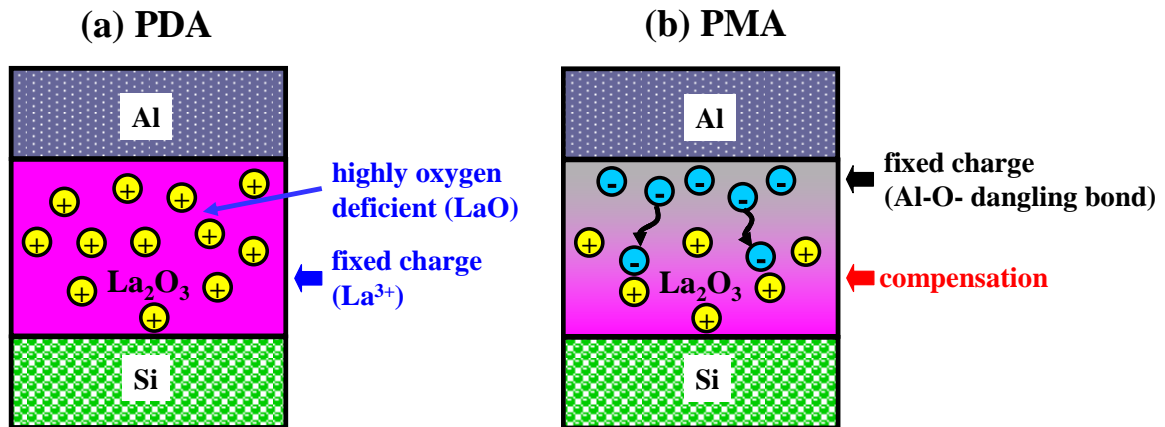 (a) PDA
Al
highly oxygen
deficient (LaO)
fixed charge
(La³⁺)
La₂O₃
Si
+
+
+
+
+
+
+
+
+
+
+
+
(b) PMA
Al
-
-
-
-
-
fixed charge
(Al-O- dangling bond)
+
+
+
-
-
La₂O₃
compensation
+
+
+
Si